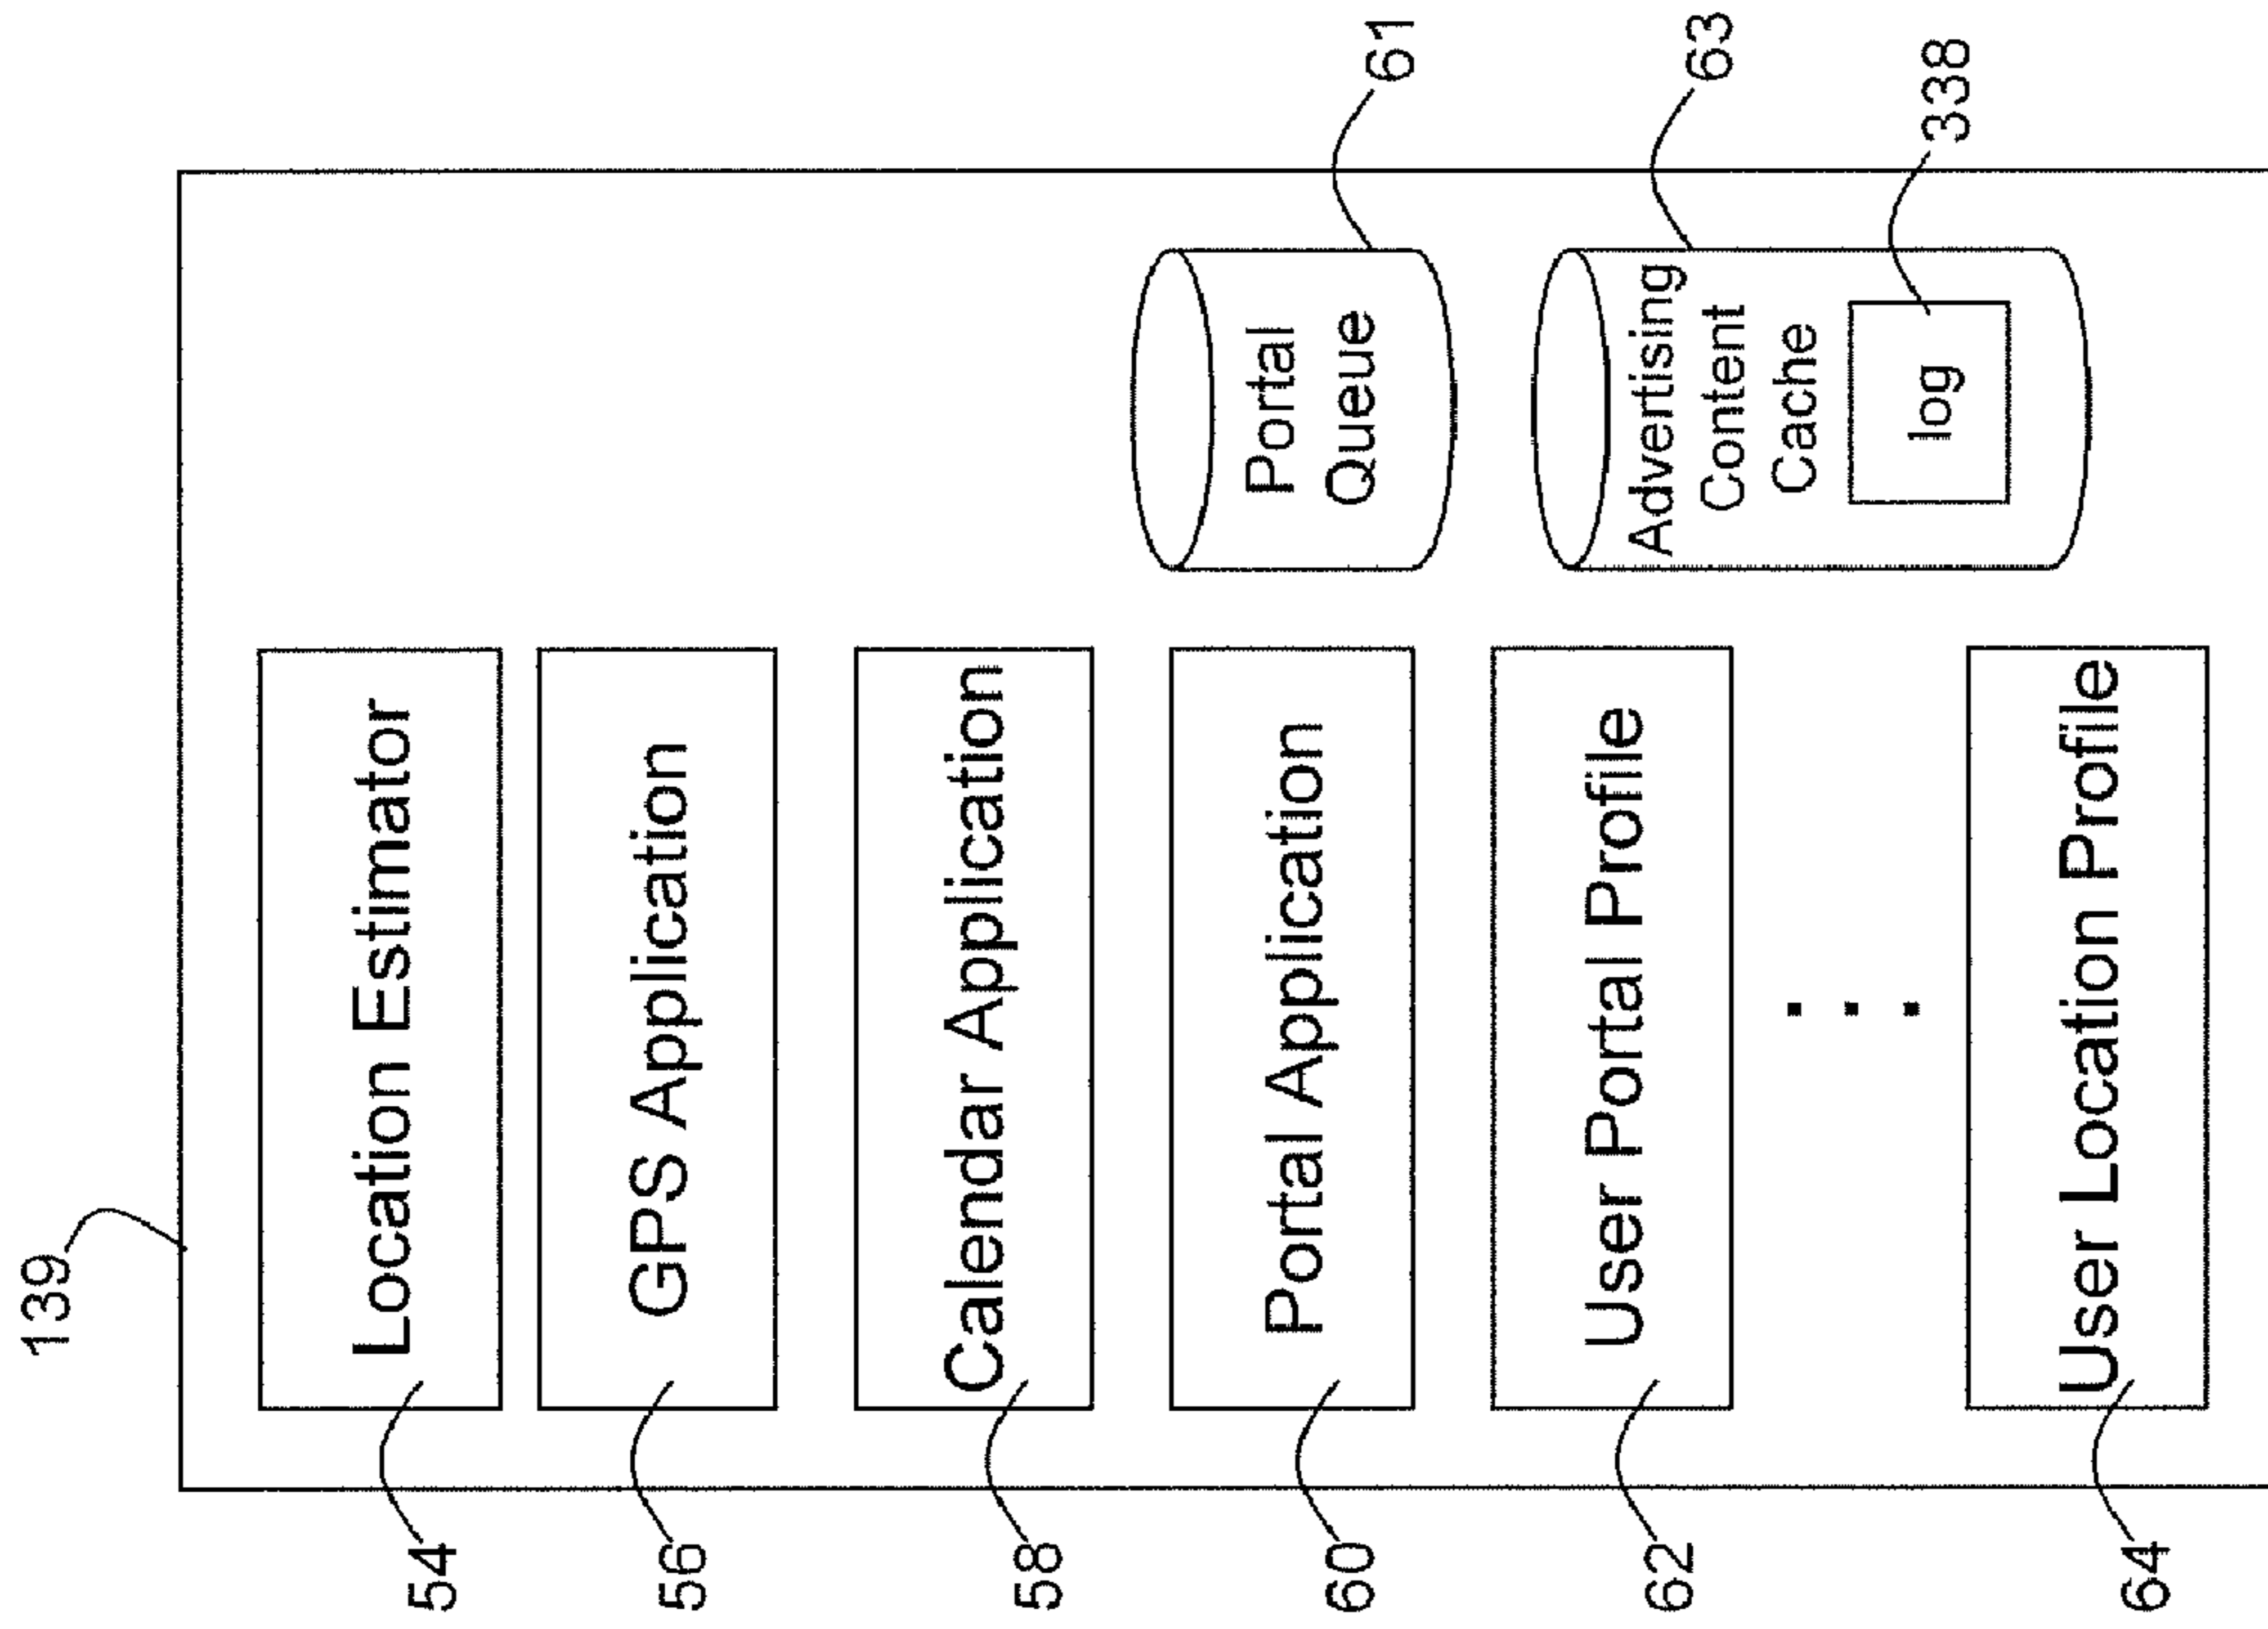 139
54
Location Estimator
56
GPS Application
58
Calendar Application
60
Portal Application
62
User Portal Profile
64
User Location Profile
Portal
Queue
61
Advertising
Content
Cache
63
log
338